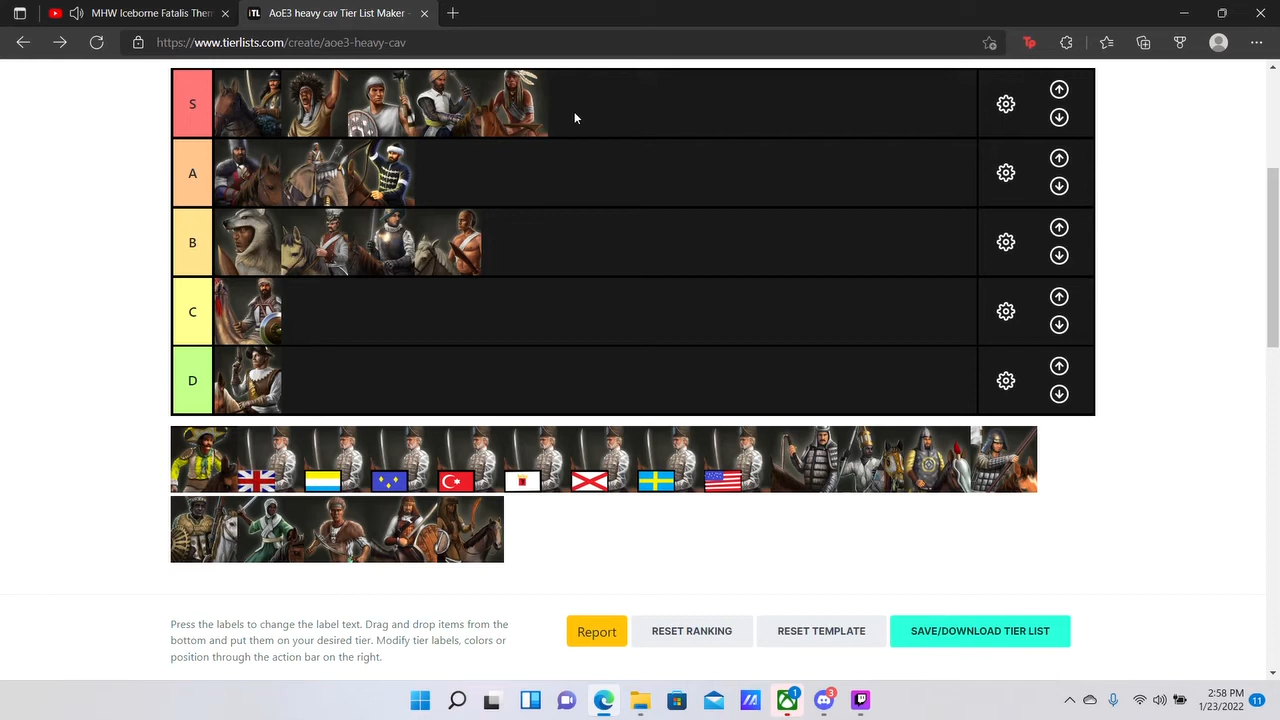 MHW Iceborne Fatalis Them
AoE3 heavy cav Tier List Maker -
https://www.tierlists.com/create/aoe3-heavy-cav
S
A
B
C
D
Press the labels to change the label text. Drag and drop items from the
bottom and put them on your desired tier. Modify tier labels, colors or
position through the action bar on the right.
Report
RESET RANKING
RESET TEMPLATE
SAVE/DOWNLOAD TIER LIST
1
3
2:58 PM
1/23/2022
11